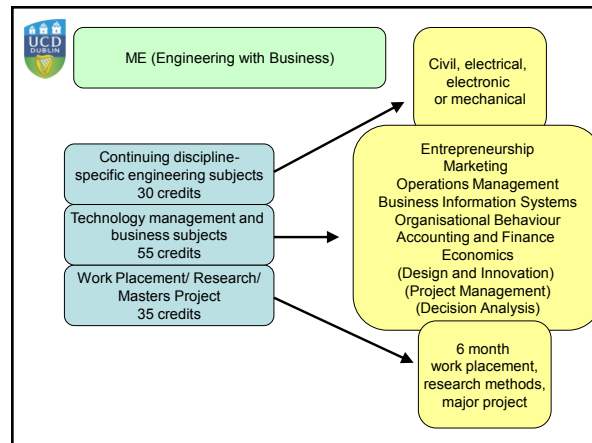 UCD
DUBLIN
ME (Engineering with Business)
Civil, electrical,
electronic
or mechanical
Continuing discipline-
specific engineering subjects
30 credits
Technology management and
business subjects
55 credits
Work Placement/ Research/
Masters Project
35 credits
Entrepreneurship
Marketing
Operations Management
Business Information Systems
Organisational Behaviour
Accounting and Finance
Economics
(Design and Innovation)
(Project Management)
(Decision Analysis)
6 month
work placement,
research methods,
major project